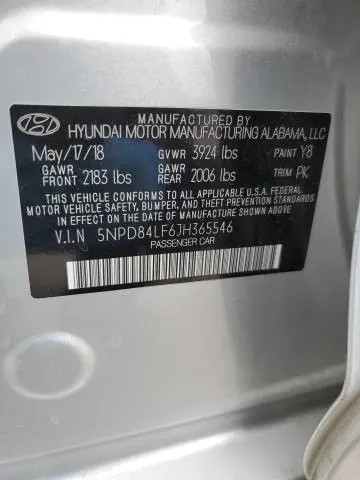 MANUFACTURED BY
HYUNDAI MOTOR MANUFACTURING ALABAMA, LLC
May/17/18 GVWR 3924 lbs PAINT Y8
GAWR FRONT 2183 lbs GAWR REAR 2006 lbs TRIM PK
THIS VEHICLE CONFORMS TO ALL APPLICABLE U.S.A. FEDERAL
MOTOR VEHICLE SAFETY, BUMPER, AND THEFT PREVENTION STANDARDS
IN EFFECT ON THE DATE OF MANUFACTURE SHOWN ABOVE.
V.I.N 5NPD84LF6JH365546
PASSENGER CAR